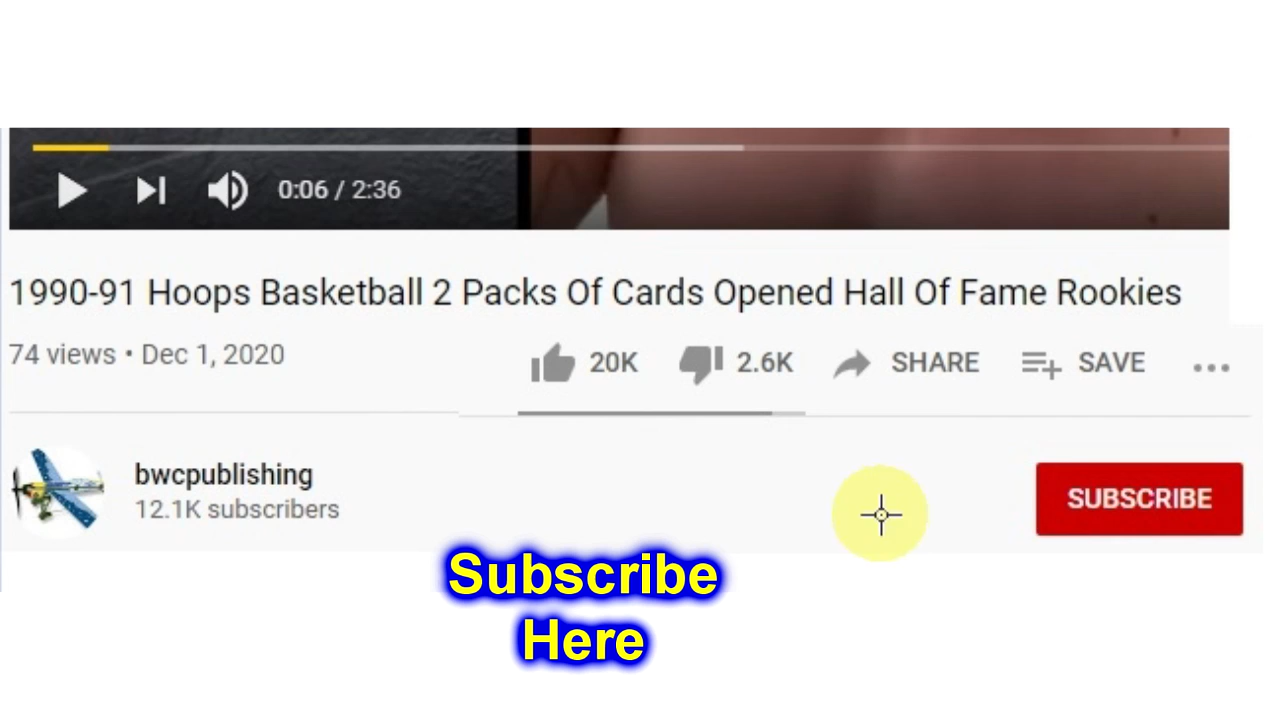 0:06 / 2:36
1990-91 Hoops Basketball 2 Packs Of Cards Opened Hall Of Fame Rookies
74 views • Dec 1, 2020
20K 2.6K SHARE SAVE
bwcpublishing
12.1K subscribers
SUBSCRIBE
Subscribe
Here